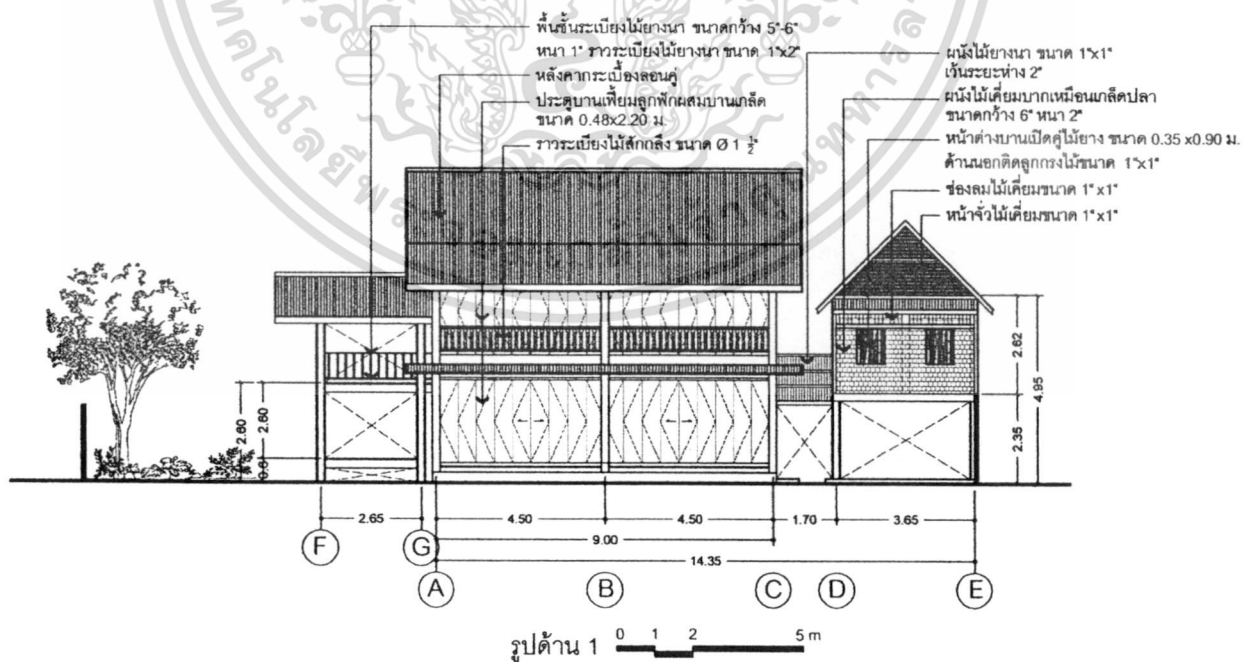 พื้นชั้นระเบียงไม้ยางนา ขนาดกว้าง 5"-6"
หนา 1" ราวระเบียงไม้ยางนา ขนาด 1"x2"
หลังคากระเบื้องลอนคู่
ประตูบานเฟี้ยมลูกฟักผสมบานเกล็ด
ขนาด 0.48x2.20 ม.
ราวระเบียงไม้สักกลึง ขนาด Ø 1 ½"
ผนังไม้ยางนา ขนาด 1"x1"
เว้นระยะห่าง 2"
ผนังไม้เคี่ยมบากเหมือนเกล็ดปลา
ขนาดกว้าง 6" หนา 2"
หน้าต่างบานเปิดคู่ไม้ยาง ขนาด 0.35 x0.90 ม.
ด้านนอกติดลูกกรงไม้ขนาด 1"x1"
ช่องลมไม้เคี่ยมขนาด 1"x1"
หน้าจั่วไม้เคี่ยมขนาด 1"x1"
2.62
4.95
2.35
2.60
2.60
2.65
4.50
4.50
1.70
3.65
9.00
14.35
F
G
A
B
C
D
E
รูปด้าน 1
0 1 2 5 m